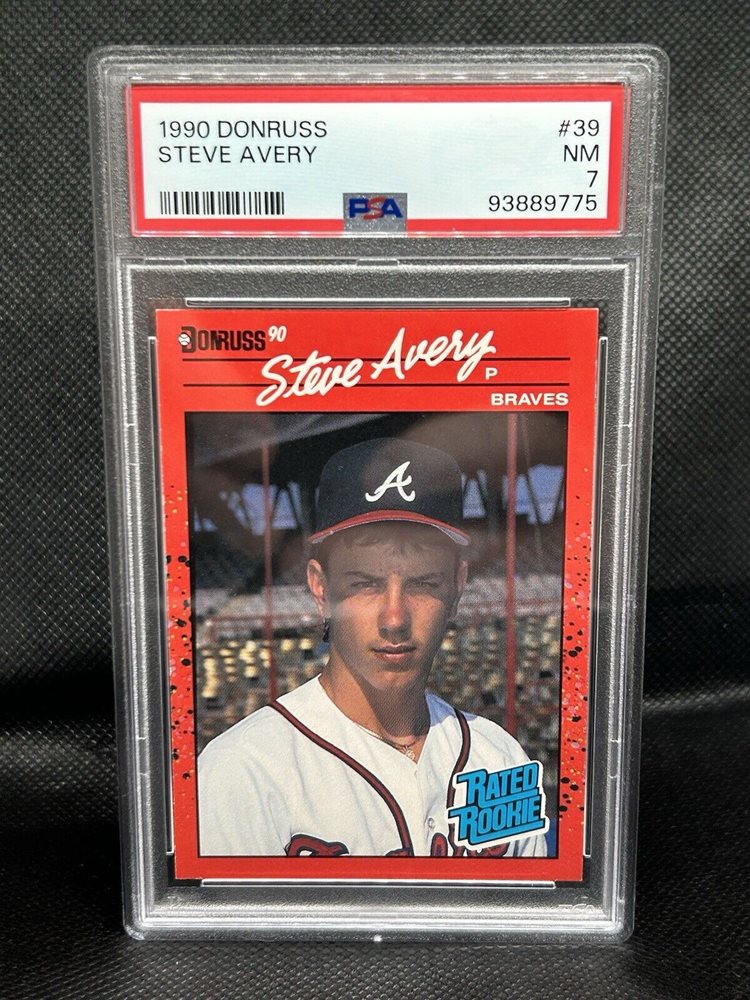 1990 DONRUSS #39
STEVE AVERY NM
7
PSA 93889775
DONRUSS 90
Steve Avery P
BRAVES
A
RATED
ROOKIE